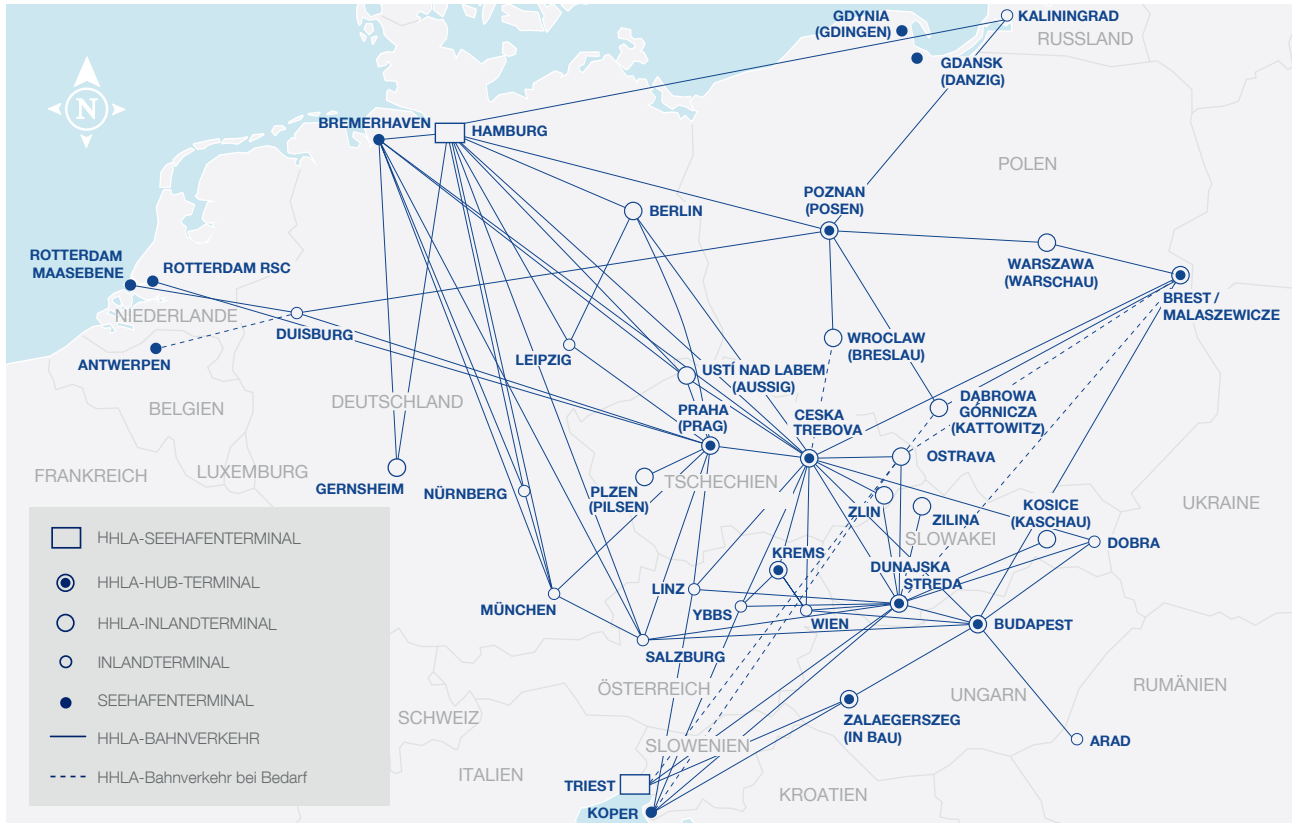 GDYNIA
(GDINGEN)
KALININGRAD
RUSSLAND
GDANSK
(DANZIG)
N
BREMERHAVEN
HAMBURG
POLEN
POZNAN
(POSEN)
BERLIN
ROTTERDAM
MAASEBENE
ROTTERDAM RSC
WARSZAWA
(WARSCHAU)
BREST /
MALASZEWICZE
NIEDERLANDE
DUISBURG
ANTWERPEN
LEIPZIG
WROCLAW
(BRESLAU)
USTÍ NAD LABEM
(AUSSIG)
BELGIEN
DEUTSCHLAND
PRAHA
(PRAG)
CESKA
TREBOVA
DABROWA
GÓRNICZA
(KATTOWITZ)
OSTRAVA
FRANKREICH
LUXEMBURG
GERNSHEIM
NÜRNBERG
PLZEN
(PILSEN)
TSCHECHIEN
ZLIN
ZILINA
KOSICE
(KASCHAU)
UKRAINE
SLOWAKEI
DOBRA
KREMS
DUNAJSKA
STREDA
MÜNCHEN
LINZ
YBBS
WIEN
BUDAPEST
SALZBURG
ÖSTERREICH
UNGARN
RUMÄNIEN
SCHWEIZ
ZALAEGERSZEG
(IN BAU)
ARAD
SLOWENIEN
ITALIEN
TRIEST
KROATIEN
KOPER
HHLA-SEEHAFENTERMINAL
HHLA-HUB-TERMINAL
HHLA-INLANDTERMINAL
INLANDTERMINAL
SEEHAFENTERMINAL
HHLA-BAHNVERKEHR
HHLA-Bahnverkehr bei Bedarf